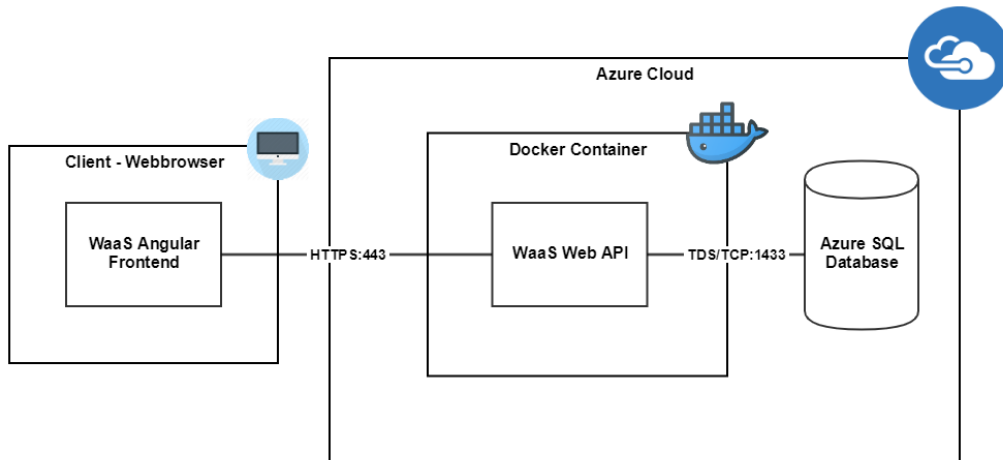 Azure Cloud
Client - Webbrowser
Docker Container
WaaS Angular
Frontend
HTTPS:443
WaaS Web API
TDS/TCP:1433
Azure SQL
Database